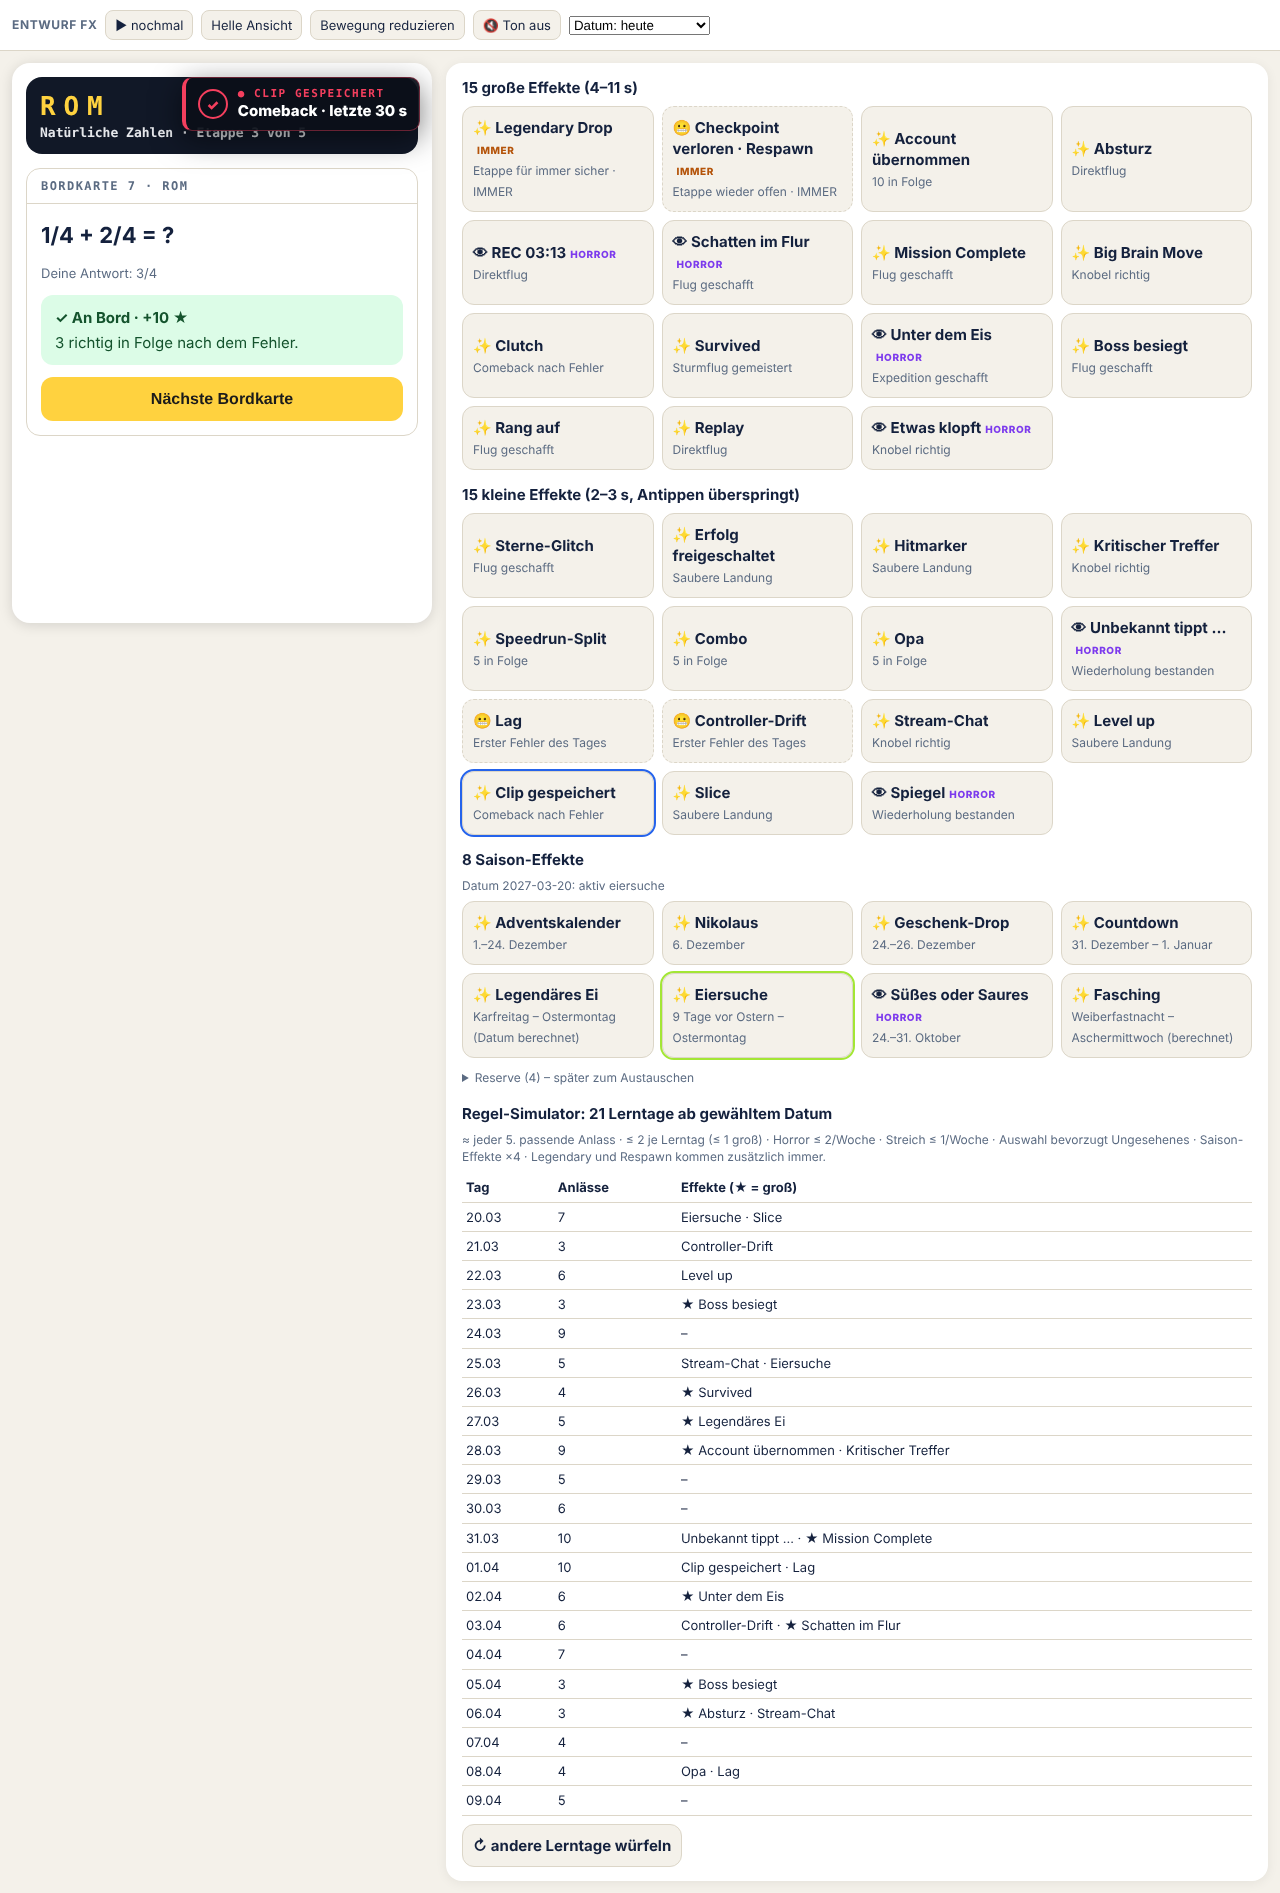 ENTWURF FX
▶ nochmal
Helle Ansicht
Bewegung reduzieren
🔇 Ton aus
Datum: heute
ROM
Natürliche Zahlen · Etappe 3 von 5
● CLIP GESPEICHERT
Comeback · letzte 30 s
BORDKARTE 7 · ROM
1/4 + 2/4 = ?
Deine Antwort: 3/4
✓ An Bord · +10 ★
3 richtig in Folge nach dem Fehler.
Nächste Bordkarte
15 große Effekte (4–11 s)
✨ Legendary Drop
IMMER
Etappe für immer sicher ·
IMMER
😬 Checkpoint
verloren · Respawn
IMMER
Etappe wieder offen · IMMER
✨ Account
übernommen
10 in Folge
✨ Absturz
Direktflug
👁 REC 03:13 HORROR
Direktflug
👁 Schatten im Flur
HORROR
Flug geschafft
✨ Mission Complete
Flug geschafft
✨ Big Brain Move
Knobel richtig
✨ Clutch
Comeback nach Fehler
✨ Survived
Sturmflug gemeistert
👁 Unter dem Eis
HORROR
Expedition geschafft
✨ Boss besiegt
Flug geschafft
✨ Rang auf
Flug geschafft
✨ Replay
Direktflug
👁 Etwas klopft HORROR
Knobel richtig
15 kleine Effekte (2–3 s, Antippen überspringt)
✨ Sterne-Glitch
Flug geschafft
✨ Erfolg
freigeschaltet
Saubere Landung
✨ Hitmarker
Saubere Landung
✨ Kritischer Treffer
Knobel richtig
✨ Speedrun-Split
5 in Folge
✨ Combo
5 in Folge
✨ Opa
5 in Folge
👁 Unbekannt tippt …
HORROR
Wiederholung bestanden
😬 Lag
Erster Fehler des Tages
😬 Controller-Drift
Erster Fehler des Tages
✨ Stream-Chat
Knobel richtig
✨ Level up
Saubere Landung
✨ Clip gespeichert
Comeback nach Fehler
✨ Slice
Saubere Landung
👁 Spiegel HORROR
Wiederholung bestanden
8 Saison-Effekte
Datum 2027-03-20: aktiv eiersuche
✨ Adventskalender
1.–24. Dezember
✨ Nikolaus
6. Dezember
✨ Geschenk-Drop
24.–26. Dezember
✨ Countdown
31. Dezember – 1. Januar
✨ Legendäres Ei
Karfreitag – Ostermontag
(Datum berechnet)
✨ Eiersuche
9 Tage vor Ostern –
Ostermontag
👁 Süßes oder Saures
HORROR
24.–31. Oktober
✨ Fasching
Weiberfastnacht –
Aschermittwoch (berechnet)
▶ Reserve (4) – später zum Austauschen
Regel-Simulator: 21 Lerntage ab gewähltem Datum
≈ jeder 5. passende Anlass · ≤ 2 je Lerntag (≤ 1 groß) · Horror ≤ 2/Woche · Streich ≤ 1/Woche · Auswahl bevorzugt Ungesehenes · Saison-
Effekte ×4 · Legendary und Respawn kommen zusätzlich immer.
Tag Anlässe Effekte (★ = groß)
20.03 7 Eiersuche · Slice
21.03 3 Controller-Drift
22.03 6 Level up
23.03 3 ★ Boss besiegt
24.03 9 –
25.03 5 Stream-Chat · Eiersuche
26.03 4 ★ Survived
27.03 5 ★ Legendäres Ei
28.03 9 ★ Account übernommen · Kritischer Treffer
29.03 5 –
30.03 6 –
31.03 10 Unbekannt tippt … · ★ Mission Complete
01.04 10 Clip gespeichert · Lag
02.04 6 ★ Unter dem Eis
03.04 6 Controller-Drift · ★ Schatten im Flur
04.04 7 –
05.04 3 ★ Boss besiegt
06.04 3 ★ Absturz · Stream-Chat
07.04 4 –
08.04 4 Opa · Lag
09.04 5 –
↻ andere Lerntage würfeln